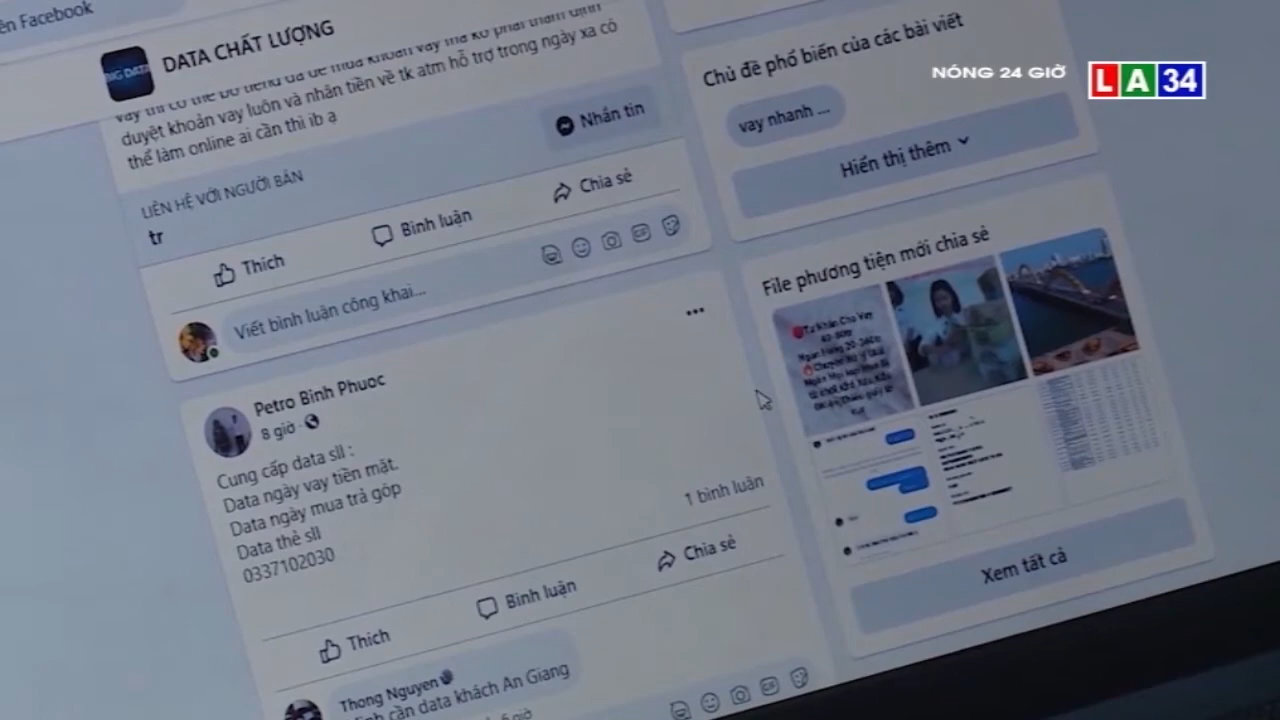 ên Facebook
BIG DATA
DATA CHẤT LƯỢNG
duyệt khoản vay luôn và nhận tiền về tk atm hỗ trợ trong ngày xa có
thể làm online ai cần thì ib ạ
Nhắn tin
LIÊN HỆ VỚI NGƯỜI BÁN
tr
Thích
Bình luận
Chia sẻ
Viết bình luận công khai...
Petro Bình Phuoc
8 giờ ·
Cung cấp data sll :
Data ngày vay tiền mặt.
Data ngày mua trả góp
Data thẻ sll
0337102030
1 bình luận
Thích
Bình luận
Chia sẻ
Thong Nguyen
cần data khách An Giang
giờ
NÓNG 24 GIỜ
LA34
Chủ đề phổ biến của các bài viết
vay nhanh ...
Hiển thị thêm
File phương tiện mới chia sẻ
Xem tất cả